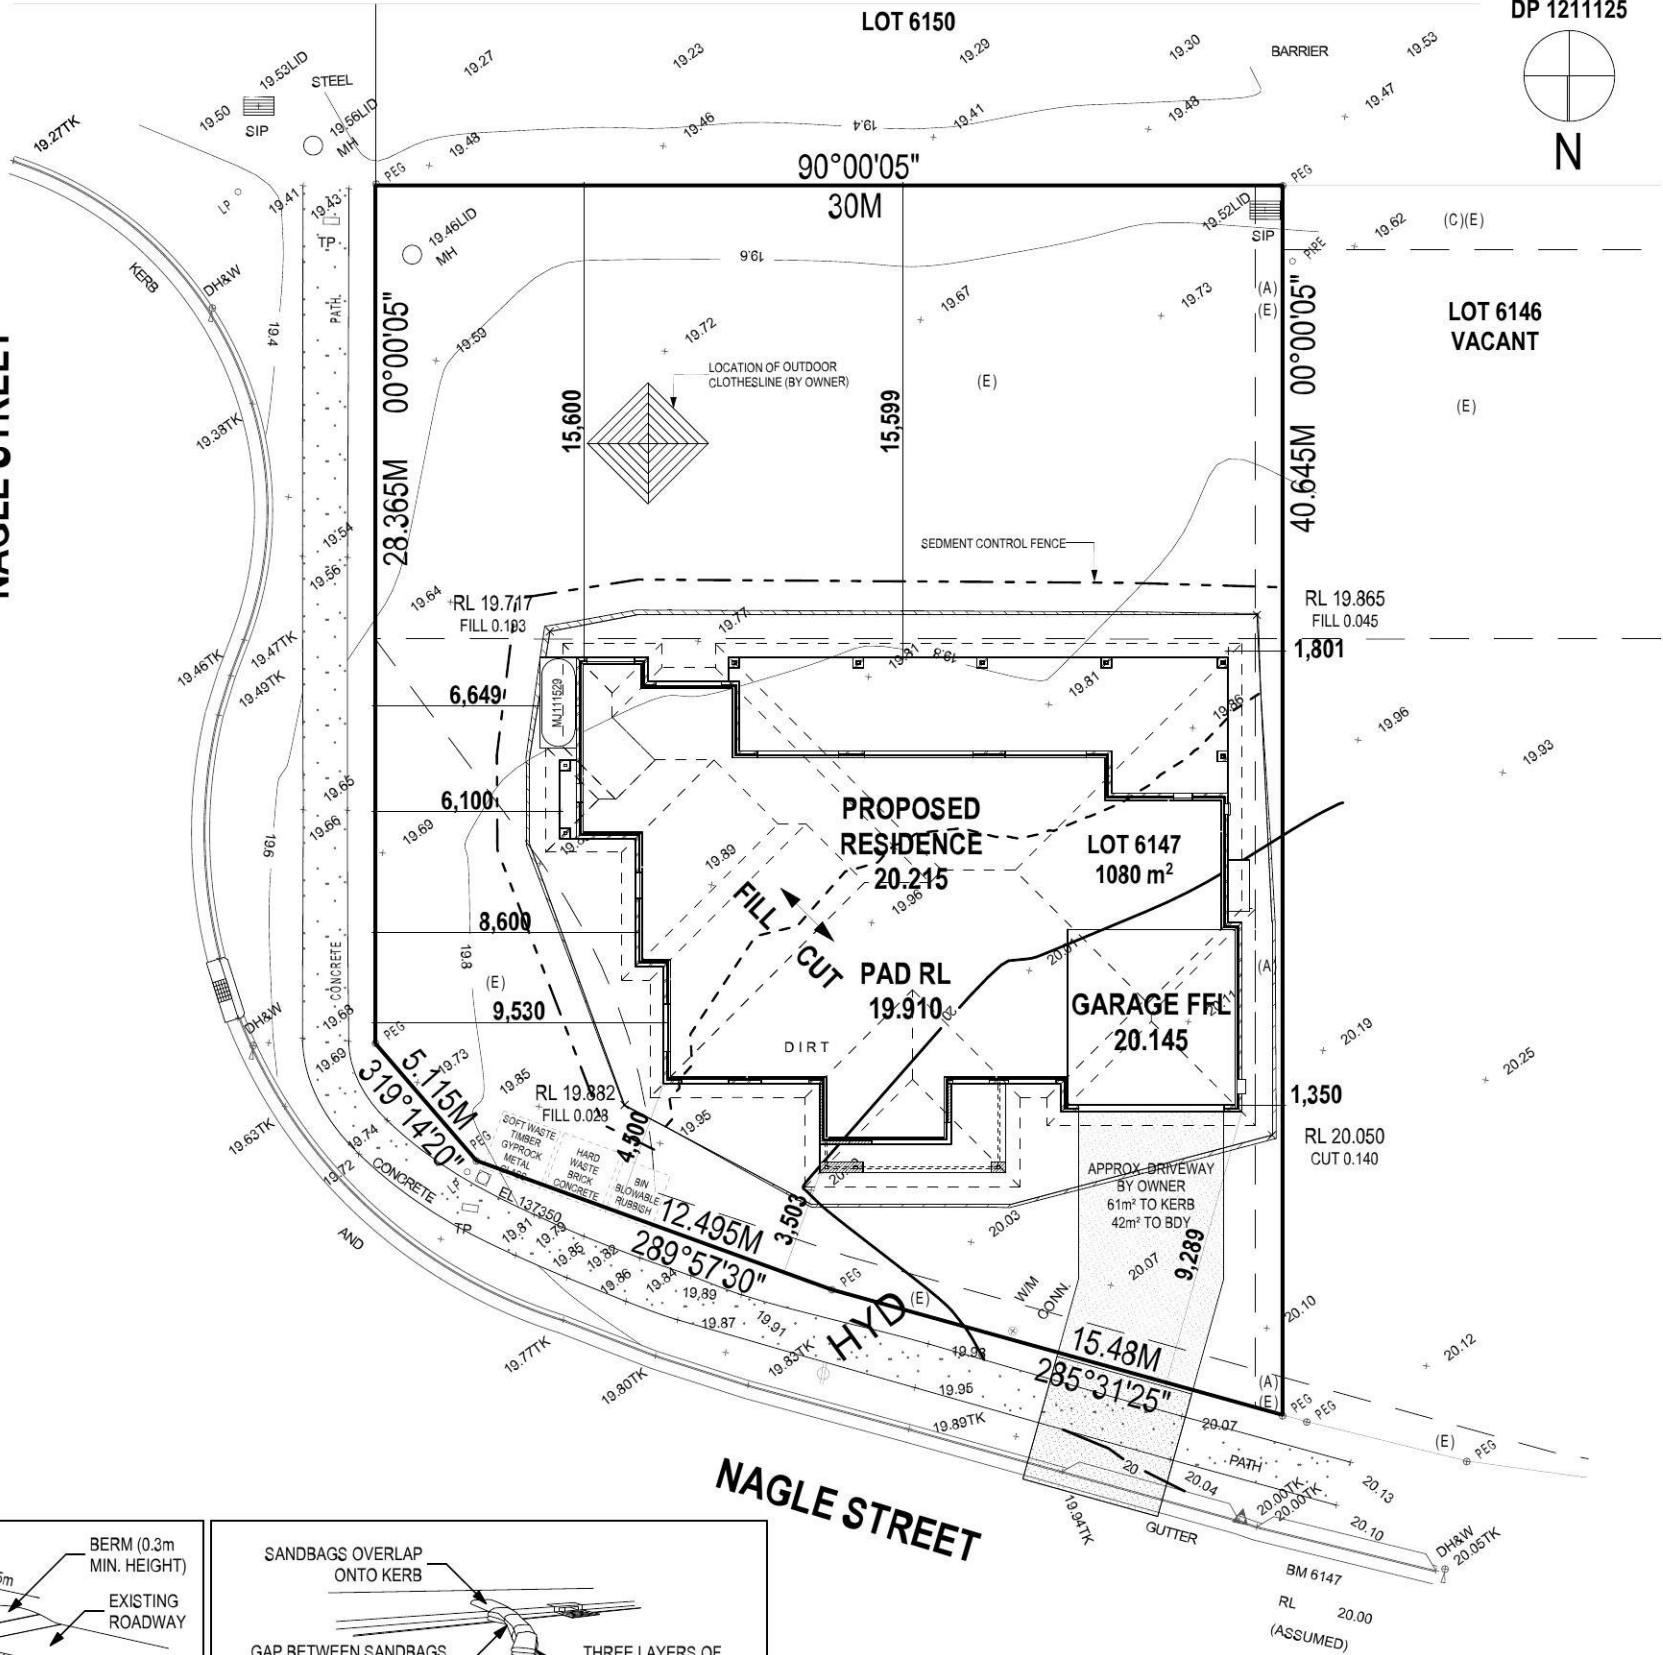 LOT 6150
DP 1211125
N
19.27
19.23
19.29
19.30
BARRIER
19.53
19.53LID
STEEL
19.50
SIP
19.56LID
MH
19.27TK
19.48
19.46
19.4
19.41
19.43
19.47
PEG
90°00'05"
30M
PEG
LP
19.41
19.43
TP
19.46LID
MH
19.6
19.52LID
SIP
PIPE
19.62
(C)(E)
KERB
DH&W
PATH
19.4
00°00'05"
28.365M
19.59
19.72
19.67
19.73
(A)
(E)
00°00'05"
40.645M
LOT 6146
VACANT
(E)
NAGLE STREET
LOCATION OF OUTDOOR
CLOTHESLINE (BY OWNER)
(E)
15,600
15,599
19.38TK
19.54
19.56
SEDMENT CONTROL FENCE
19.64
RL 19.717
FILL 0.193
19.77
RL 19.865
FILL 0.045
1,801
19.46TK
19.47TK
19.49TK
6,649
MJ111529
19.81
19.8
19.81
19.86
19.96
19.93
19.65
19.66
19.6
6,100
19.69
19.89
PROPOSED
RESIDENCE
20.215
19.96
LOT 6147
1080 m²
FILL
CUT
8,600
19.8
(E)
CONCRETE
PAD RL
19.910
20
20.01
(A)
GARAGE FFL
20.145
20.11
20.19
20.25
9,530
DIRT
DH&W
19.68
19.69
PEG
5.115M
319°14'20"
19.73
19.85
RL 19.882
FILL 0.028
19.95
4,500
1,350
RL 20.050
CUT 0.140
19.63TK
19.74
19.72
CONCRETE
PEG
SOFT WASTE
TIMBER
GYPROCK
METAL
HARD
WASTE
BRICK
CONCRETE
BIN
BLOWABLE
RUBBISH
APPROX. DRIVEWAY
BY OWNER
61m² TO KERB
42m² TO BDY
LP
EL 137350
TP
AND
12.495M
289°57'30"
3,503
20.03
20.07
9,289
19.81
19.79
19.85
19.82
19.86
19.84
19.89
19.87
19.91
PEG
HYD
(E)
W/M
CONN.
20.10
20.12
19.77TK
19.80TK
19.83TK
19.98
19.95
19.89TK
15.48M
285°31'25"
(A)
(E)
PEG
PEG
20.07
PATH
(E)
PEG
NAGLE STREET
20
20.04
19.94TK
GUTTER
20.00TK
20.00TK
20.13
20.10
DH&W
20.05TK
BM 6147
RL 20.00
(ASSUMED)
BERM (0.3m
MIN. HEIGHT)
EXISTING
ROADWAY
SANDBAGS OVERLAP
ONTO KERB
GAP BETWEEN SANDBAGS
THREE LAYERS OF